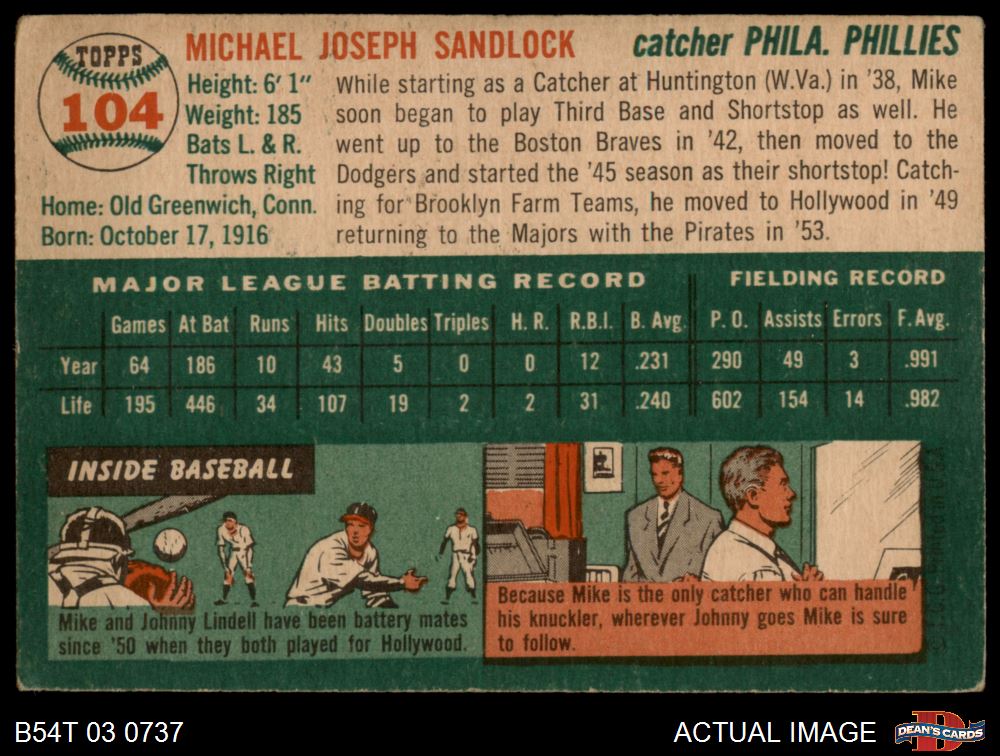 TOPPS
104
MICHAEL JOSEPH SANDLOCK
catcher PHILA. PHILLIES
Height: 6' 1"
Weight: 185
Bats L. & R.
Throws Right
Home: Old Greenwich, Conn.
Born: October 17, 1916
While starting as a Catcher at Huntington (W.Va.) in '38, Mike
soon began to play Third Base and Shortstop as well. He
went up to the Boston Braves in '42, then moved to the
Dodgers and started the '45 season as their shortstop! Catch-
ing for Brooklyn Farm Teams, he moved to Hollywood in '49
returning to the Majors with the Pirates in '53.
MAJOR LEAGUE BATTING RECORD FIELDING RECORD
Games At Bat Runs Hits Doubles Triples H. R. R.B.I. B. Avg. P. O. Assists Errors F. Avg.
Year 64 186 10 43 5 0 0 12 .231 290 49 3 .991
Life 195 446 34 107 19 2 2 31 .240 602 154 14 .982
INSIDE BASEBALL
Mike and Johnny Lindell have been battery mates
since '50 when they both played for Hollywood.
Because Mike is the only catcher who can handle
his knuckler, wherever Johnny goes Mike is sure
to follow.
B54T 03 0737
ACTUAL IMAGE
DEAN'S CARDS